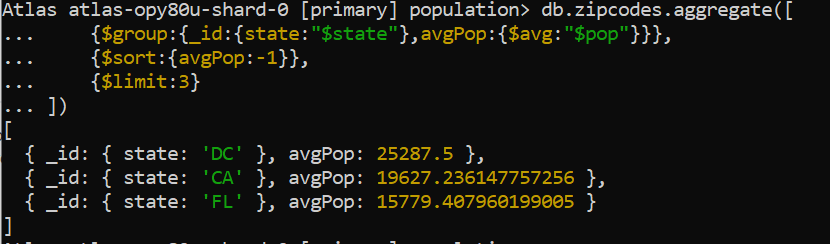 Atlas atlas-opy80u-shard-0 [primary] population> db.zipcodes.aggregate([
... {$group:{_id:{state:"$state"},avgPop:{$avg:"$pop"}}},
... {$sort:{avgPop:-1}},
... {$limit:3}
... ])
[
{ _id: { state: 'DC' }, avgPop: 25287.5 },
{ _id: { state: 'CA' }, avgPop: 19627.236147757256 },
{ _id: { state: 'FL' }, avgPop: 15779.407960199005 }
]